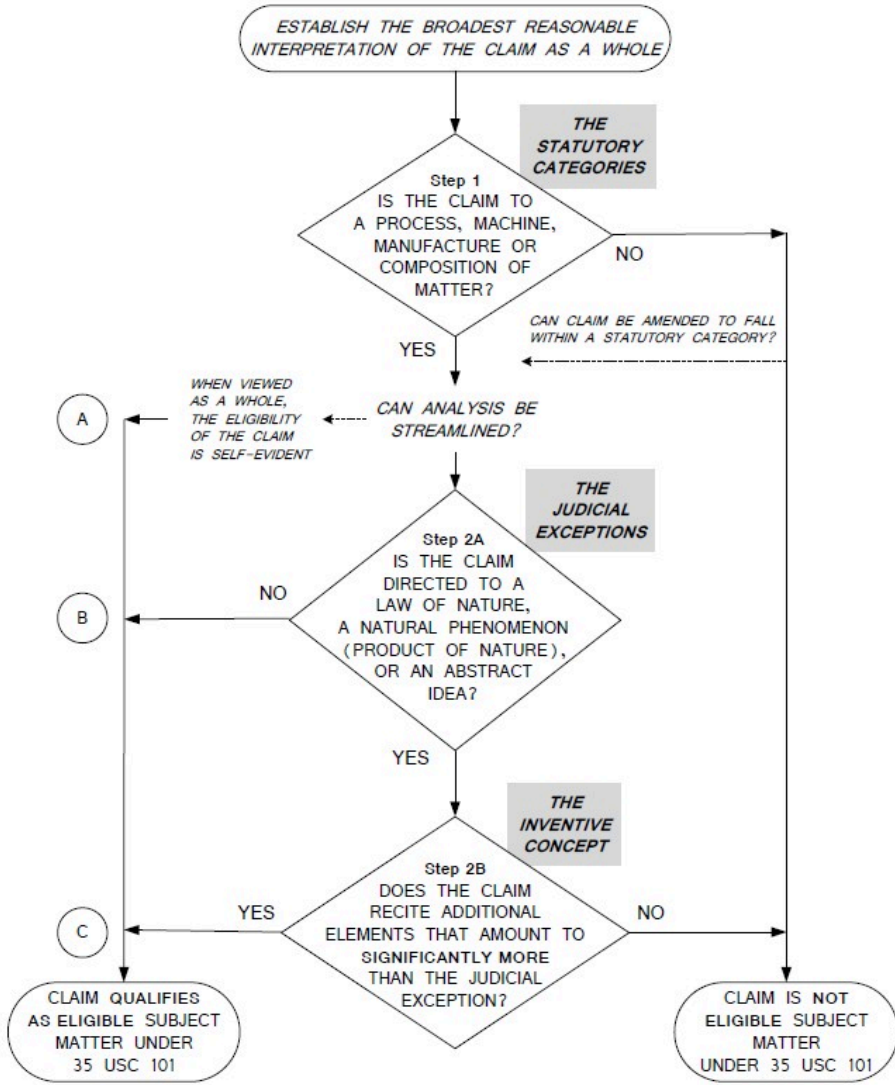 ESTABLISH THE BROADEST REASONABLE
INTERPRETATION OF THE CLAIM AS A WHOLE
THE
STATUTORY
CATEGORIES
Step 1
IS THE CLAIM TO
A PROCESS, MACHINE,
MANUFACTURE OR
COMPOSITION OF
MATTER?
NO
YES
CAN CLAIM BE AMENDED TO FALL
WITHIN A STATUTORY CATEGORY?
A
WHEN VIEWED
AS A WHOLE,
THE ELIGIBILITY
OF THE CLAIM
IS SELF-EVIDENT
CAN ANALYSIS BE
STREAMLINED?
THE
JUDICIAL
EXCEPTIONS
Step 2A
IS THE CLAIM
DIRECTED TO A
LAW OF NATURE,
A NATURAL PHENOMENON
(PRODUCT OF NATURE),
OR AN ABSTRACT
IDEA?
NO
B
YES
THE
INVENTIVE
CONCEPT
Step 2B
DOES THE CLAIM
RECITE ADDITIONAL
ELEMENTS THAT AMOUNT TO
SIGNIFICANTLY MORE
THAN THE JUDICIAL
EXCEPTION?
YES
NO
C
CLAIM QUALIFIES
AS ELIGIBLE SUBJECT
MATTER UNDER
35 USC 101
CLAIM IS NOT
ELIGIBLE SUBJECT
MATTER
UNDER 35 USC 101